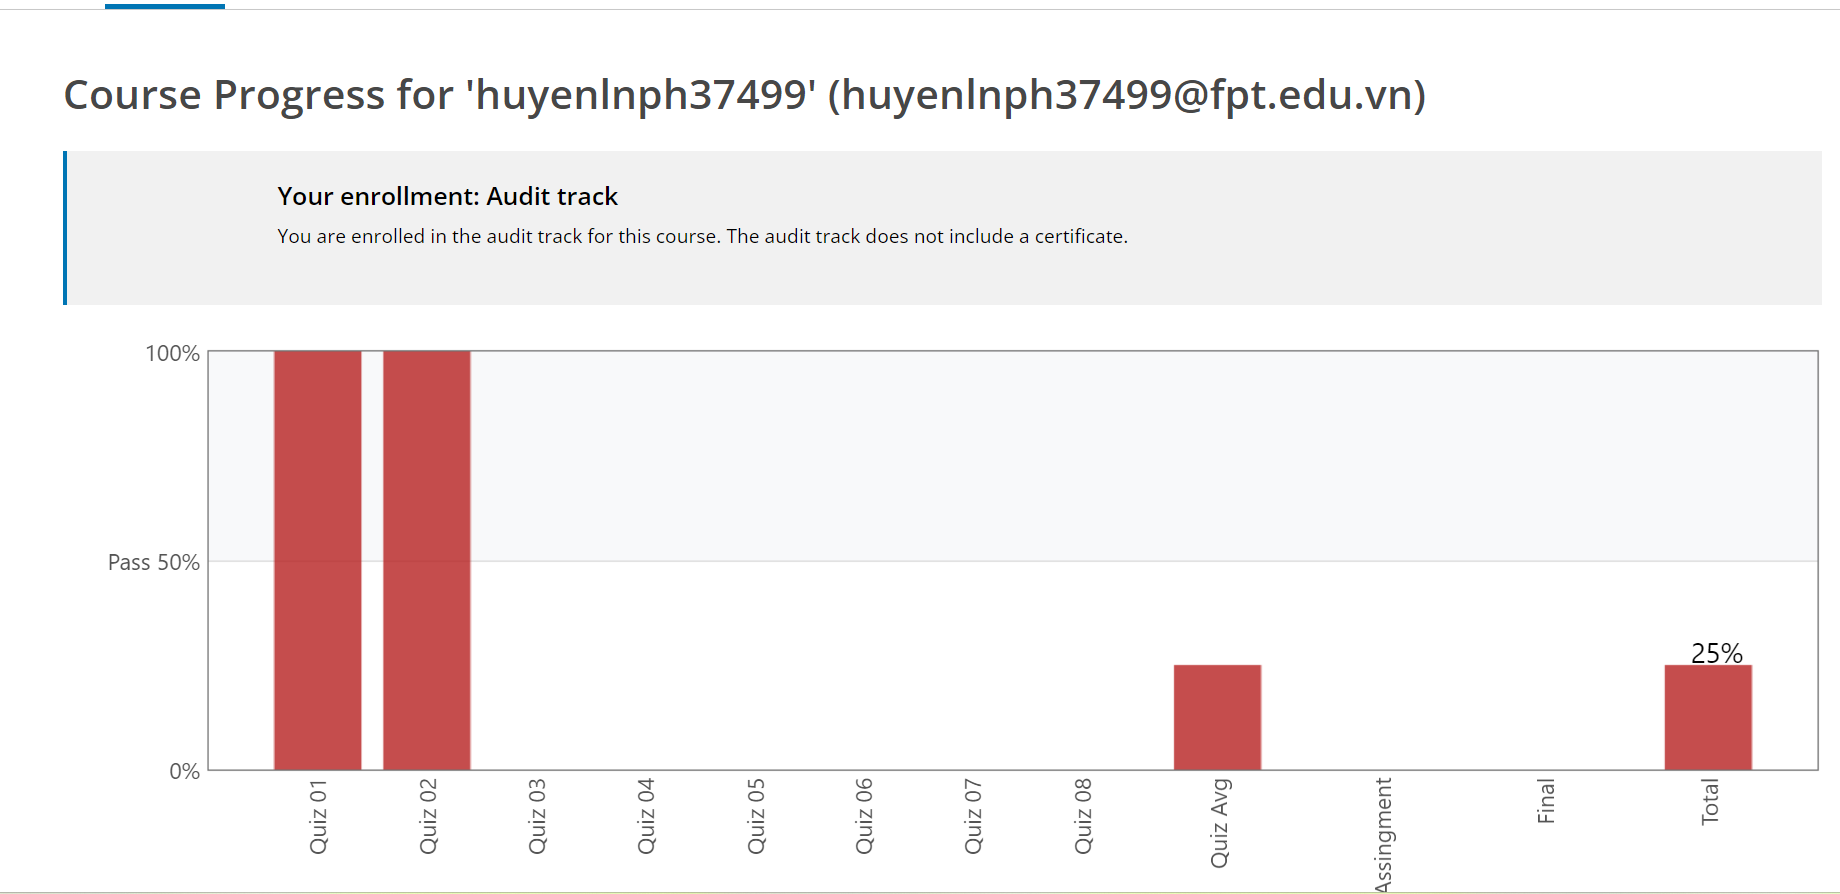 Course Progress for 'huyenlnph37499' (huyenlnph37499@fpt.edu.vn)
Your enrollment: Audit track
You are enrolled in the audit track for this course. The audit track does not include a certificate.
100%
Pass 50%
0%
25%
Quiz 01
Quiz 02
Quiz 03
Quiz 04
Quiz 05
Quiz 06
Quiz 07
Quiz 08
Quiz Avg
Assingment
Final
Total